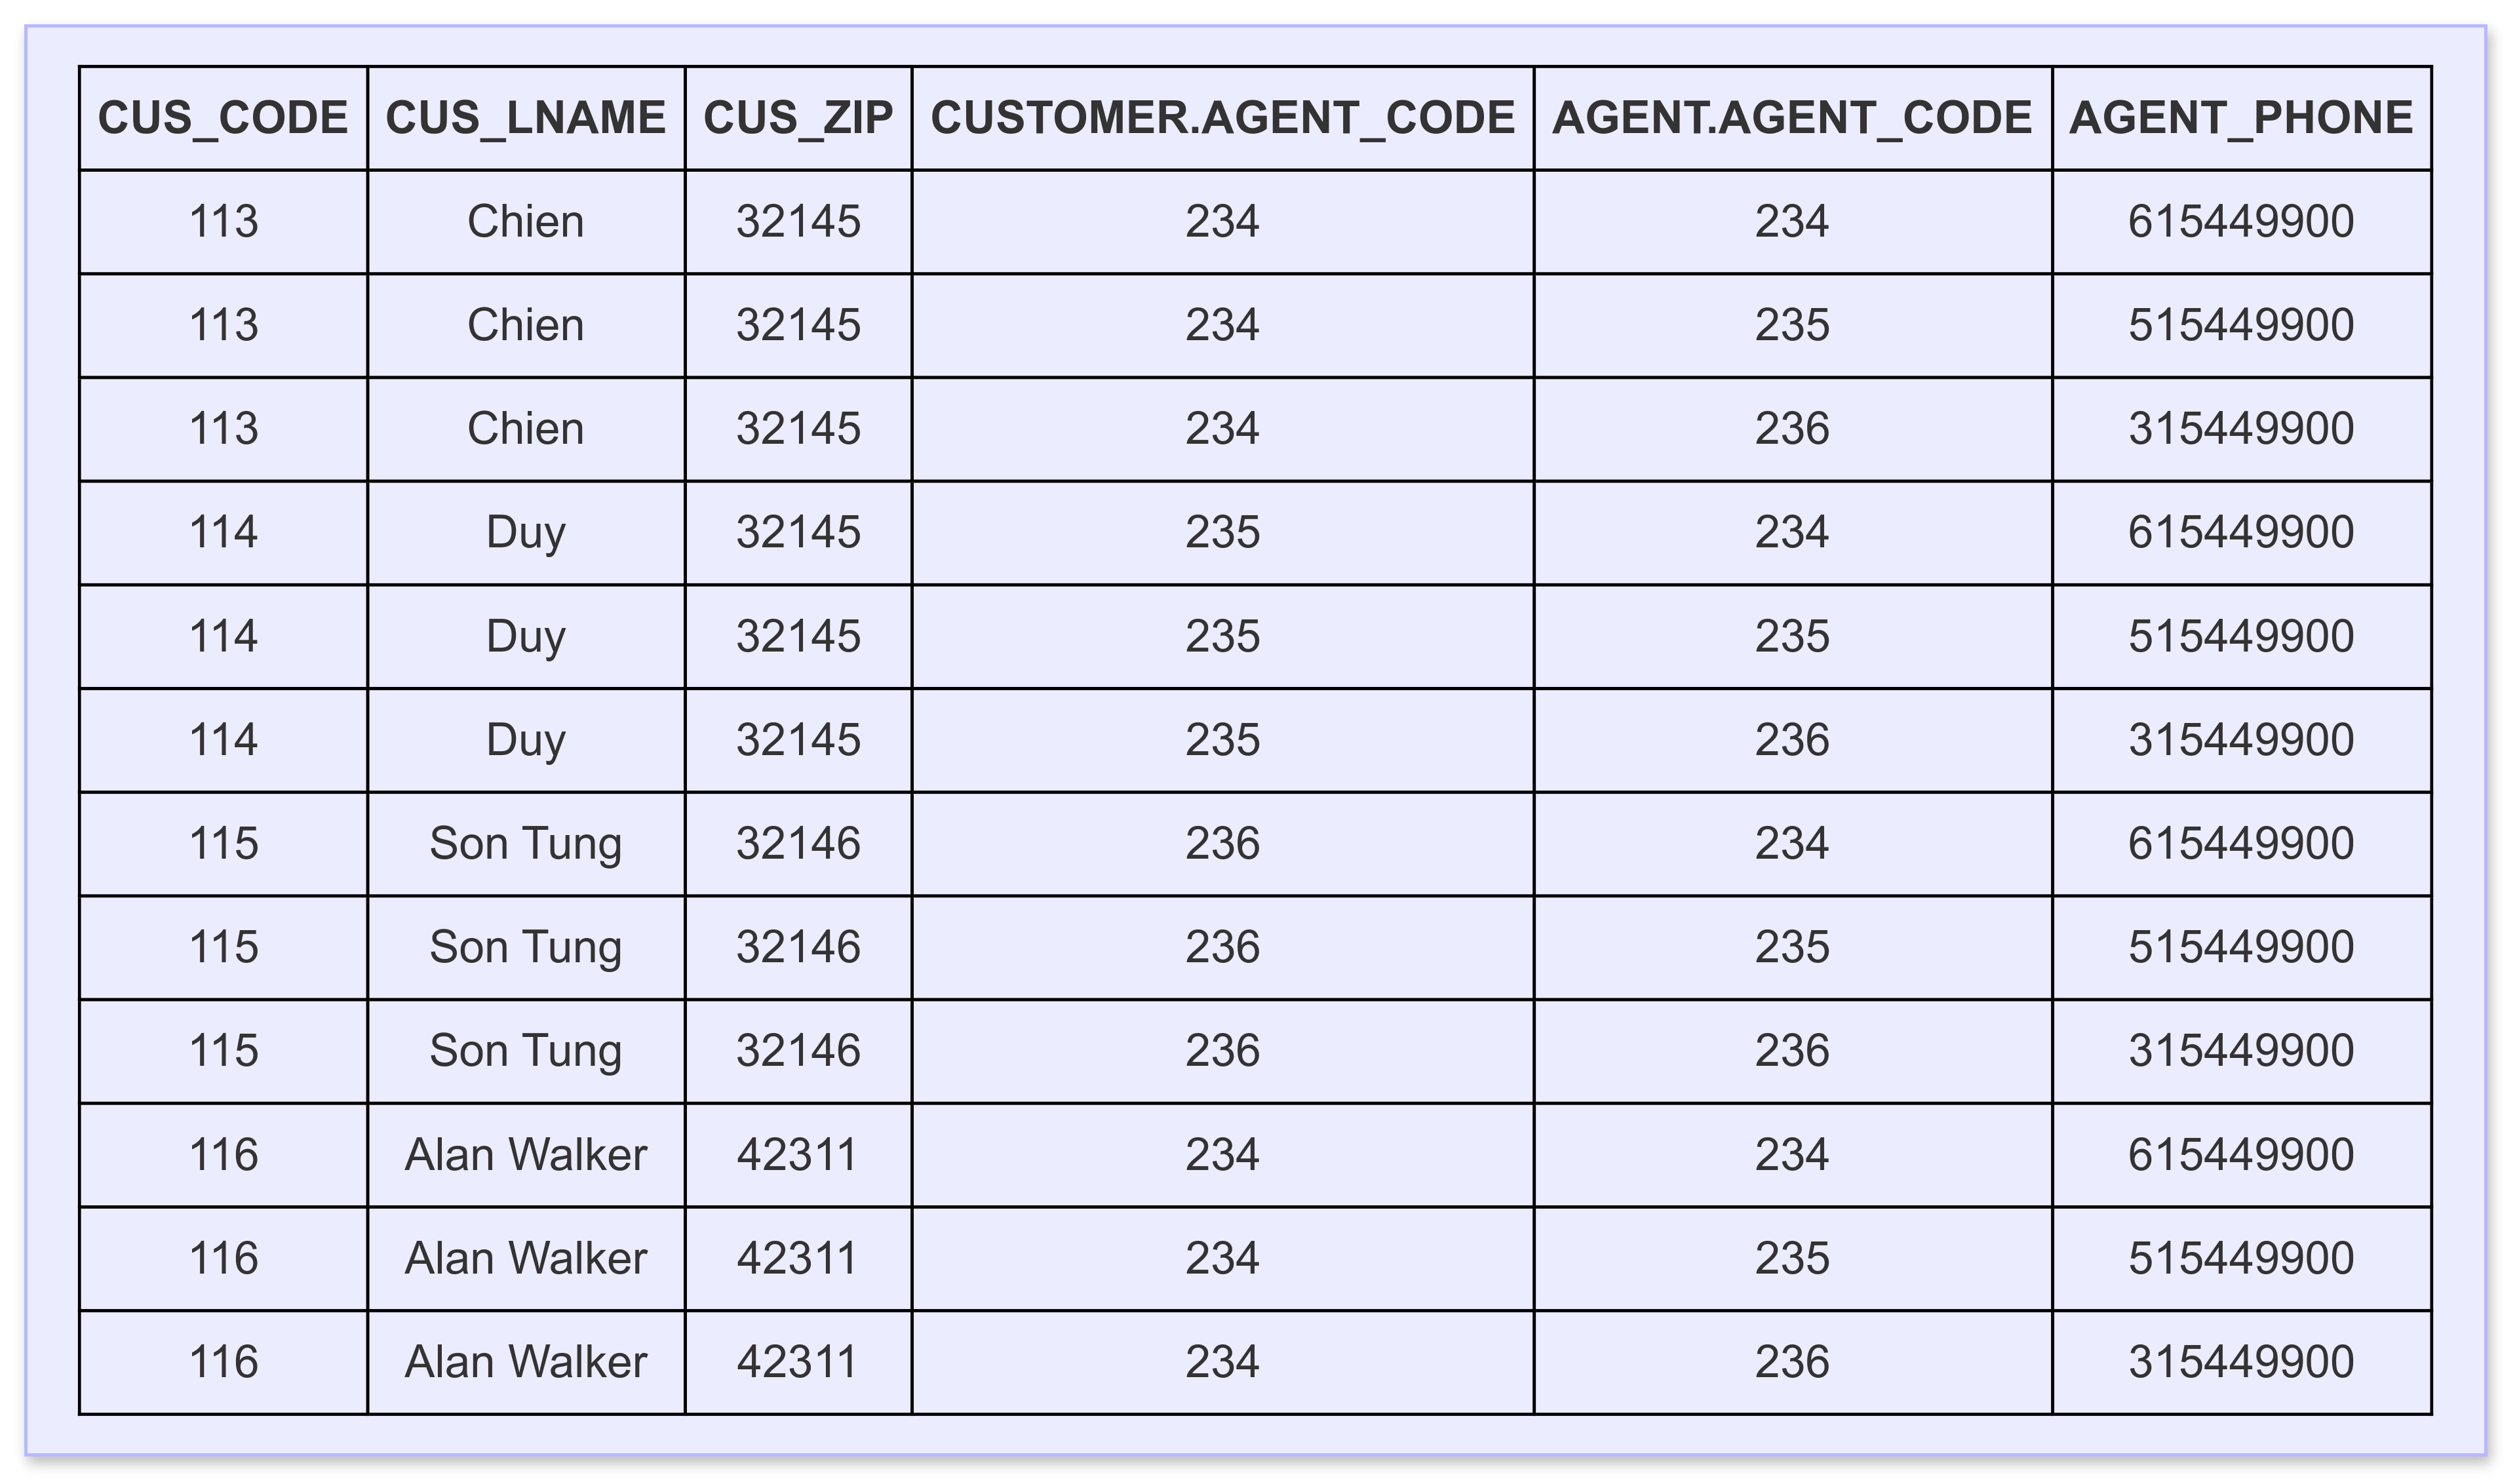 CUS_CODE CUS_LNAME CUS_ZIP CUSTOMER.AGENT_CODE AGENT.AGENT_CODE AGENT_PHONE
113 Chien 32145 234 234 615449900
113 Chien 32145 234 235 515449900
113 Chien 32145 234 236 315449900
114 Duy 32145 235 234 615449900
114 Duy 32145 235 235 515449900
114 Duy 32145 235 236 315449900
115 Son Tung 32146 236 234 615449900
115 Son Tung 32146 236 235 515449900
115 Son Tung 32146 236 236 315449900
116 Alan Walker 42311 234 234 615449900
116 Alan Walker 42311 234 235 515449900
116 Alan Walker 42311 234 236 315449900